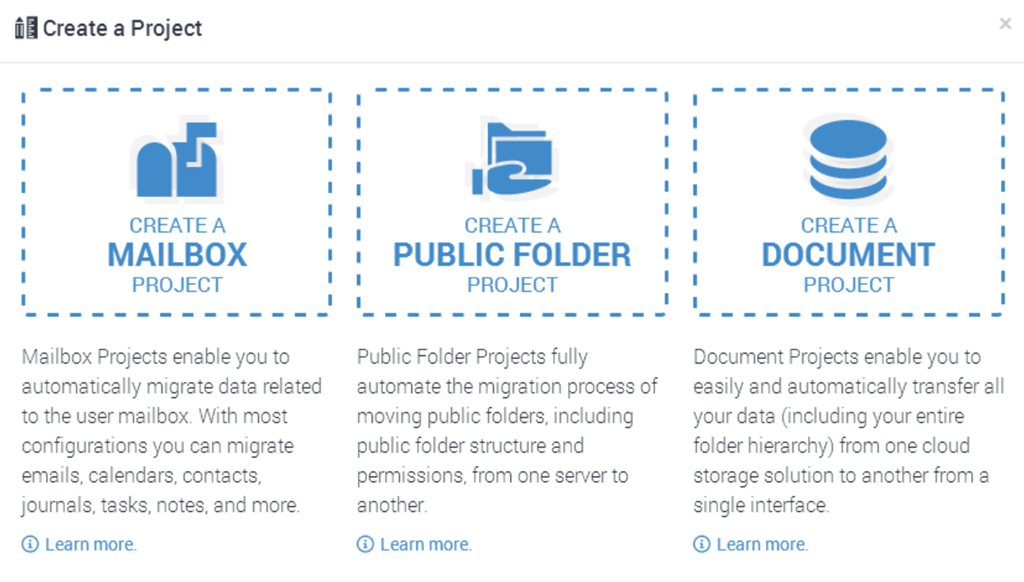 Create a Project
×
CREATE A
MAILBOX
PROJECT
Mailbox Projects enable you to
automatically migrate data related
to the user mailbox. With most
configurations you can migrate
emails, calendars, contacts,
journals, tasks, notes, and more.
Learn more.
CREATE A
PUBLIC FOLDER
PROJECT
Public Folder Projects fully
automate the migration process of
moving public folders, including
public folder structure and
permissions, from one server to
another.
Learn more.
CREATE A
DOCUMENT
PROJECT
Document Projects enable you to
easily and automatically transfer all
your data (including your entire
folder hierarchy) from one cloud
storage solution to another from a
single interface.
Learn more.